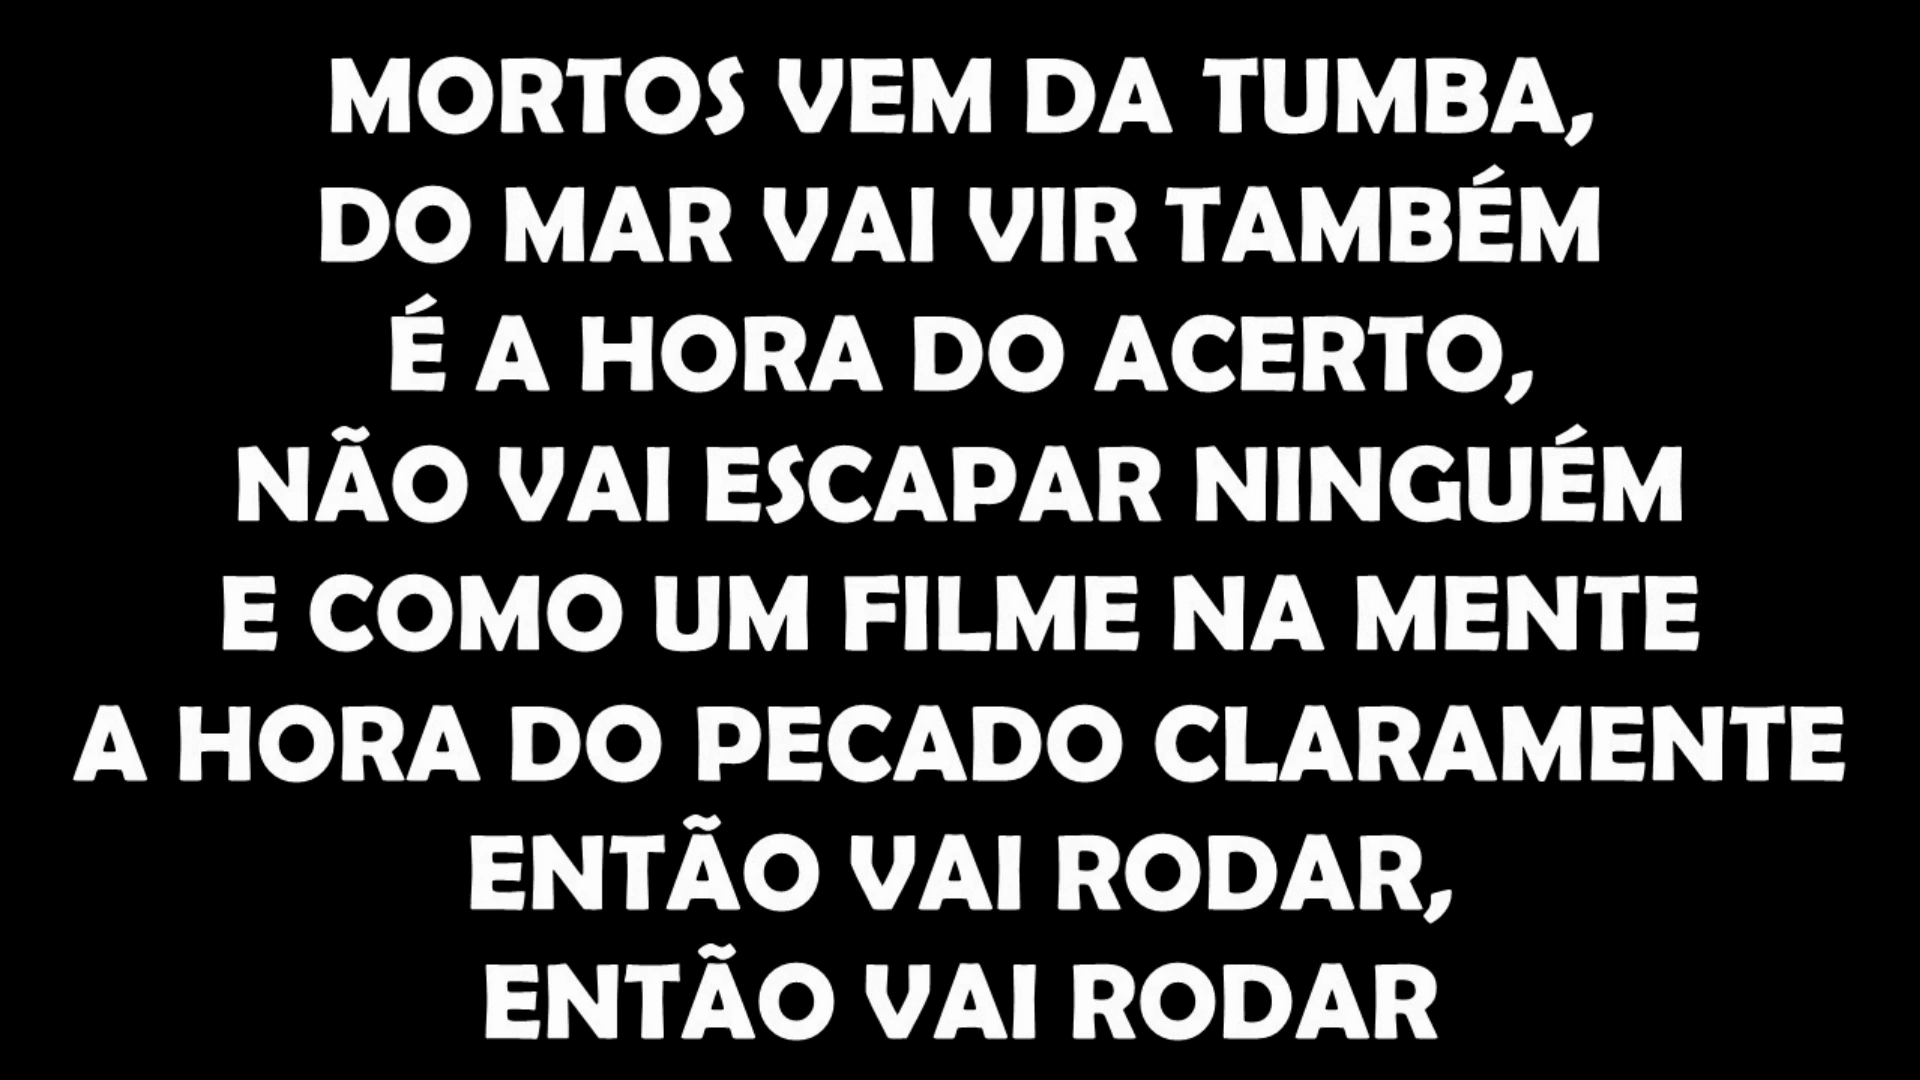 MORTOS VEM DA TUMBA,
DO MAR VAI VIR TAMBÉM
É A HORA DO ACERTO,
NÃO VAI ESCAPAR NINGUÉM
E COMO UM FILME NA MENTE
A HORA DO PECADO CLARAMENTE
ENTÃO VAI RODAR,
ENTÃO VAI RODAR